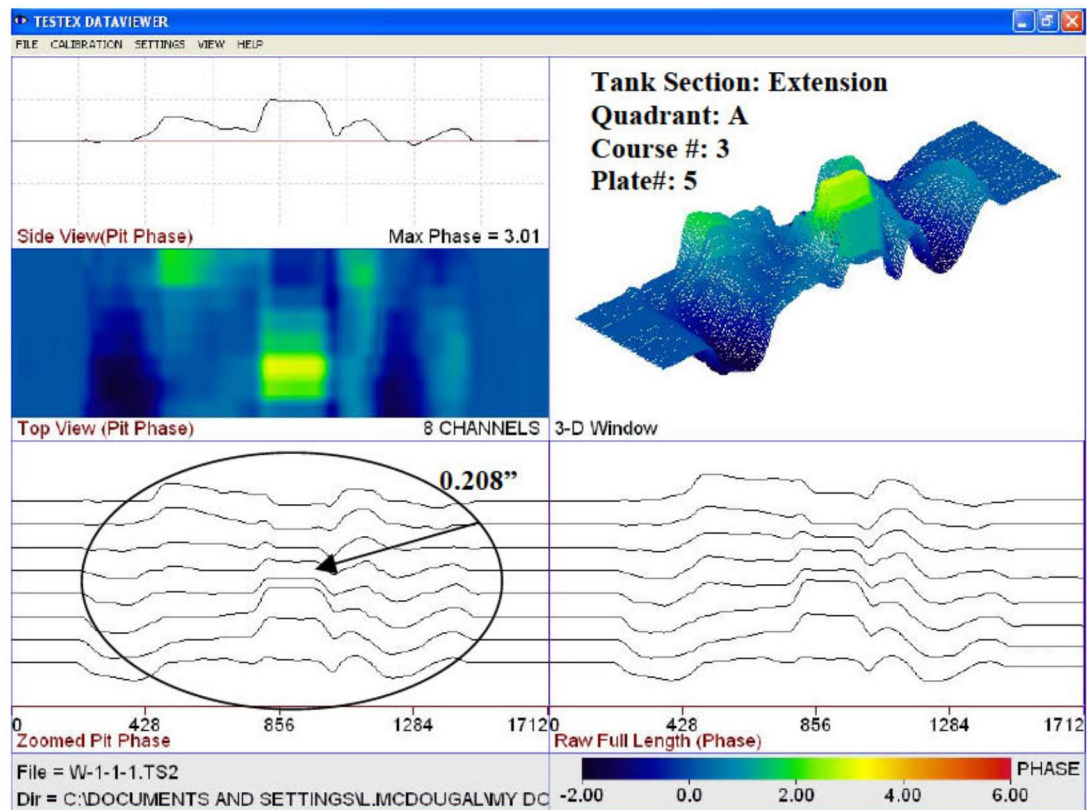 TESTEX DATAVIEWER
FILE CALIBRATION SETTINGS VIEW HELP
Side View(Pit Phase) Max Phase = 3.01
Tank Section: Extension
Quadrant: A
Course #: 3
Plate#: 5
Top View (Pit Phase) 8 CHANNELS
3-D Window
0.208”
0 428 856 1284 1712
Zoomed Pit Phase
0 428 856 1284 1712
Raw Full Length (Phase)
File = W-1-1-1.TS2
Dir = C:\DOCUMENTS AND SETTINGS\L.MCDOUGAL\MY DO
PHASE
-2.00 0.0 2.00 4.00 6.00